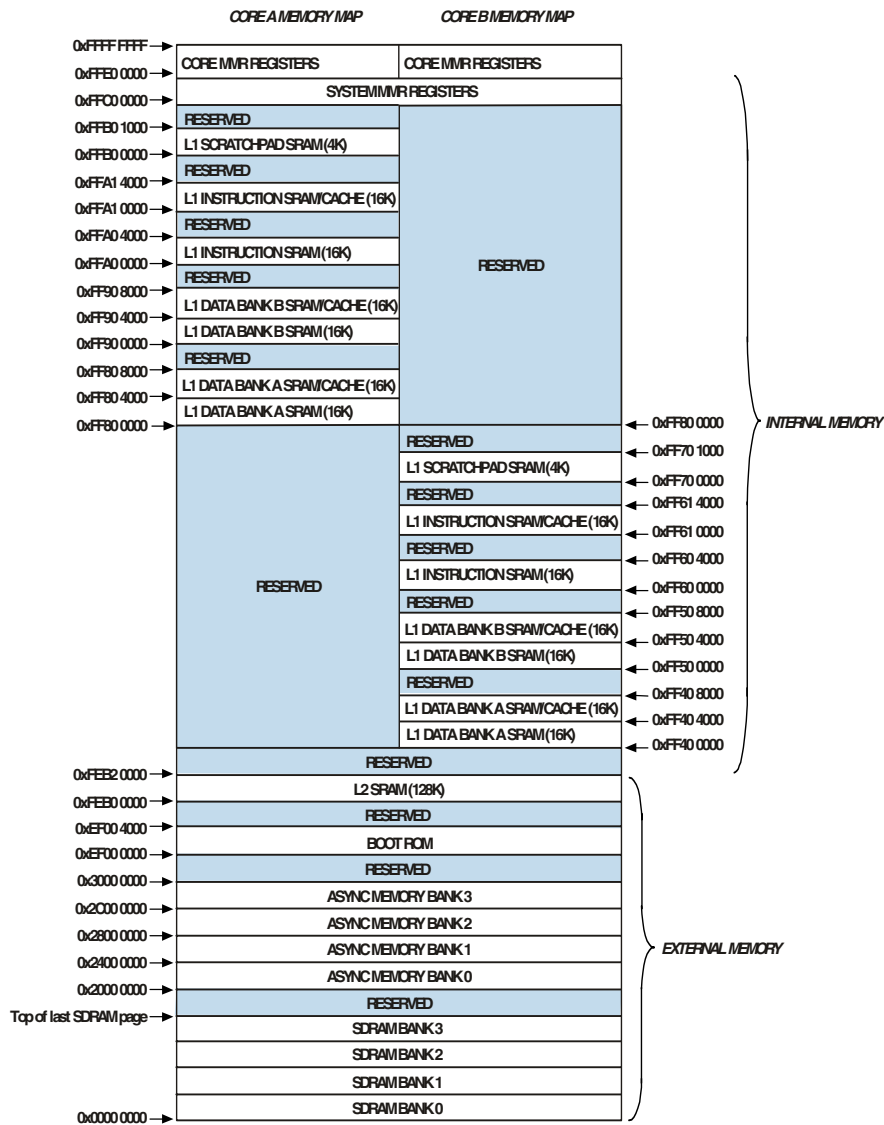 CORE A MEMORY MAP CORE B MEMORY MAP
0xFFFF FFFF
CORE MMR REGISTERS CORE MMR REGISTERS
0xFFE0 0000
SYSTEM MMR REGISTERS
0xFFC0 0000
RESERVED
0xFFB0 1000
L1 SCRATCHPAD SRAM (4K)
0xFFB0 0000
RESERVED
0xFFA1 4000
L1 INSTRUCTION SRAM/CACHE (16K)
0xFFA1 0000
RESERVED
0xFFA0 4000
L1 INSTRUCTION SRAM (16K)
0xFFA0 0000
RESERVED
RESERVED
0xFF90 8000
L1 DATA BANK B SRAM/CACHE (16K)
0xFF90 4000
L1 DATA BANK B SRAM (16K)
0xFF90 0000
RESERVED
0xFF80 8000
L1 DATA BANK A SRAM/CACHE (16K)
0xFF80 4000
L1 DATA BANK A SRAM (16K)
0xFF80 0000 0xFF80 0000
INTERNAL MEMORY
RESERVED
0xFF70 1000
L1 SCRATCHPAD SRAM (4K)
0xFF70 0000
RESERVED
0xFF61 4000
L1 INSTRUCTION SRAM/CACHE (16K)
0xFF61 0000
RESERVED
0xFF60 4000
L1 INSTRUCTION SRAM (16K)
RESERVED
0xFF60 0000
RESERVED
0xFF50 8000
L1 DATA BANK B SRAM/CACHE (16K)
0xFF50 4000
L1 DATA BANK B SRAM (16K)
0xFF50 0000
RESERVED
0xFF40 8000
L1 DATA BANK A SRAM/CACHE (16K)
0xFF40 4000
L1 DATA BANK A SRAM (16K)
0xFF40 0000
RESERVED
0xFEB2 0000
L2 SRAM (128K)
0xFEB0 0000
RESERVED
0xEF00 4000
BOOT ROM
0xEF00 0000
RESERVED
0x3000 0000
ASYNC MEMORY BANK 3
0x2C00 0000
ASYNC MEMORY BANK 2
0x2800 0000
ASYNC MEMORY BANK 1
EXTERNAL MEMORY
0x2400 0000
ASYNC MEMORY BANK 0
0x2000 0000
RESERVED
Top of last SDRAM page
SDRAM BANK 3
SDRAM BANK 2
SDRAM BANK 1
SDRAM BANK 0
0x0000 0000